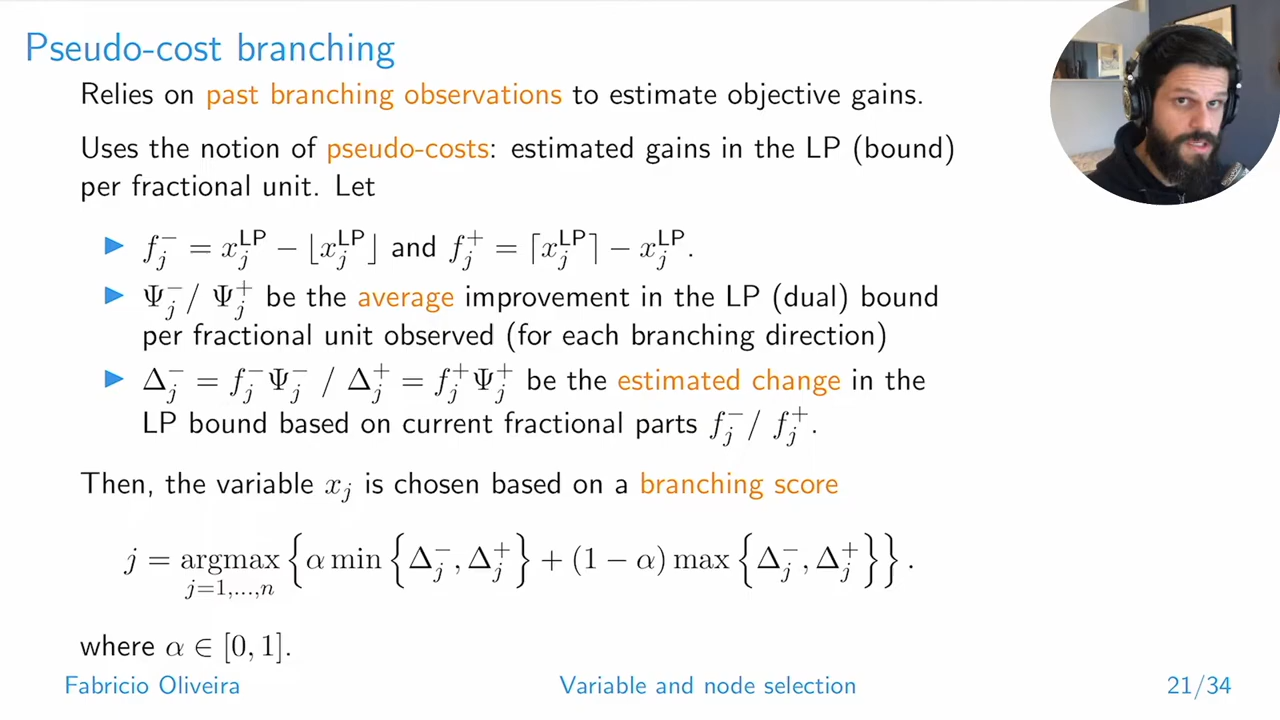 Pseudo-cost branching
Relies on past branching observations to estimate objective gains.
Uses the notion of pseudo-costs: estimated gains in the LP (bound)
per fractional unit. Let
▶ f_j^- = x_j^LP − ⌊x_j^LP⌋ and f_j^+ = ⌈x_j^LP⌉ − x_j^LP.
▶ Ψ_j^- / Ψ_j^+ be the average improvement in the LP (dual) bound
per fractional unit observed (for each branching direction)
▶ Δ_j^- = f_j^-Ψ_j^- / Δ_j^+ = f_j^+Ψ_j^+ be the estimated change in the
LP bound based on current fractional parts f_j^- / f_j^+.
Then, the variable x_j is chosen based on a branching score
j = argmax_{j=1,...,n} {α min {Δ_j^-, Δ_j^+} + (1 − α) max {Δ_j^-, Δ_j^+}}.
where α ∈ [0, 1].
Fabricio Oliveira Variable and node selection 21/34